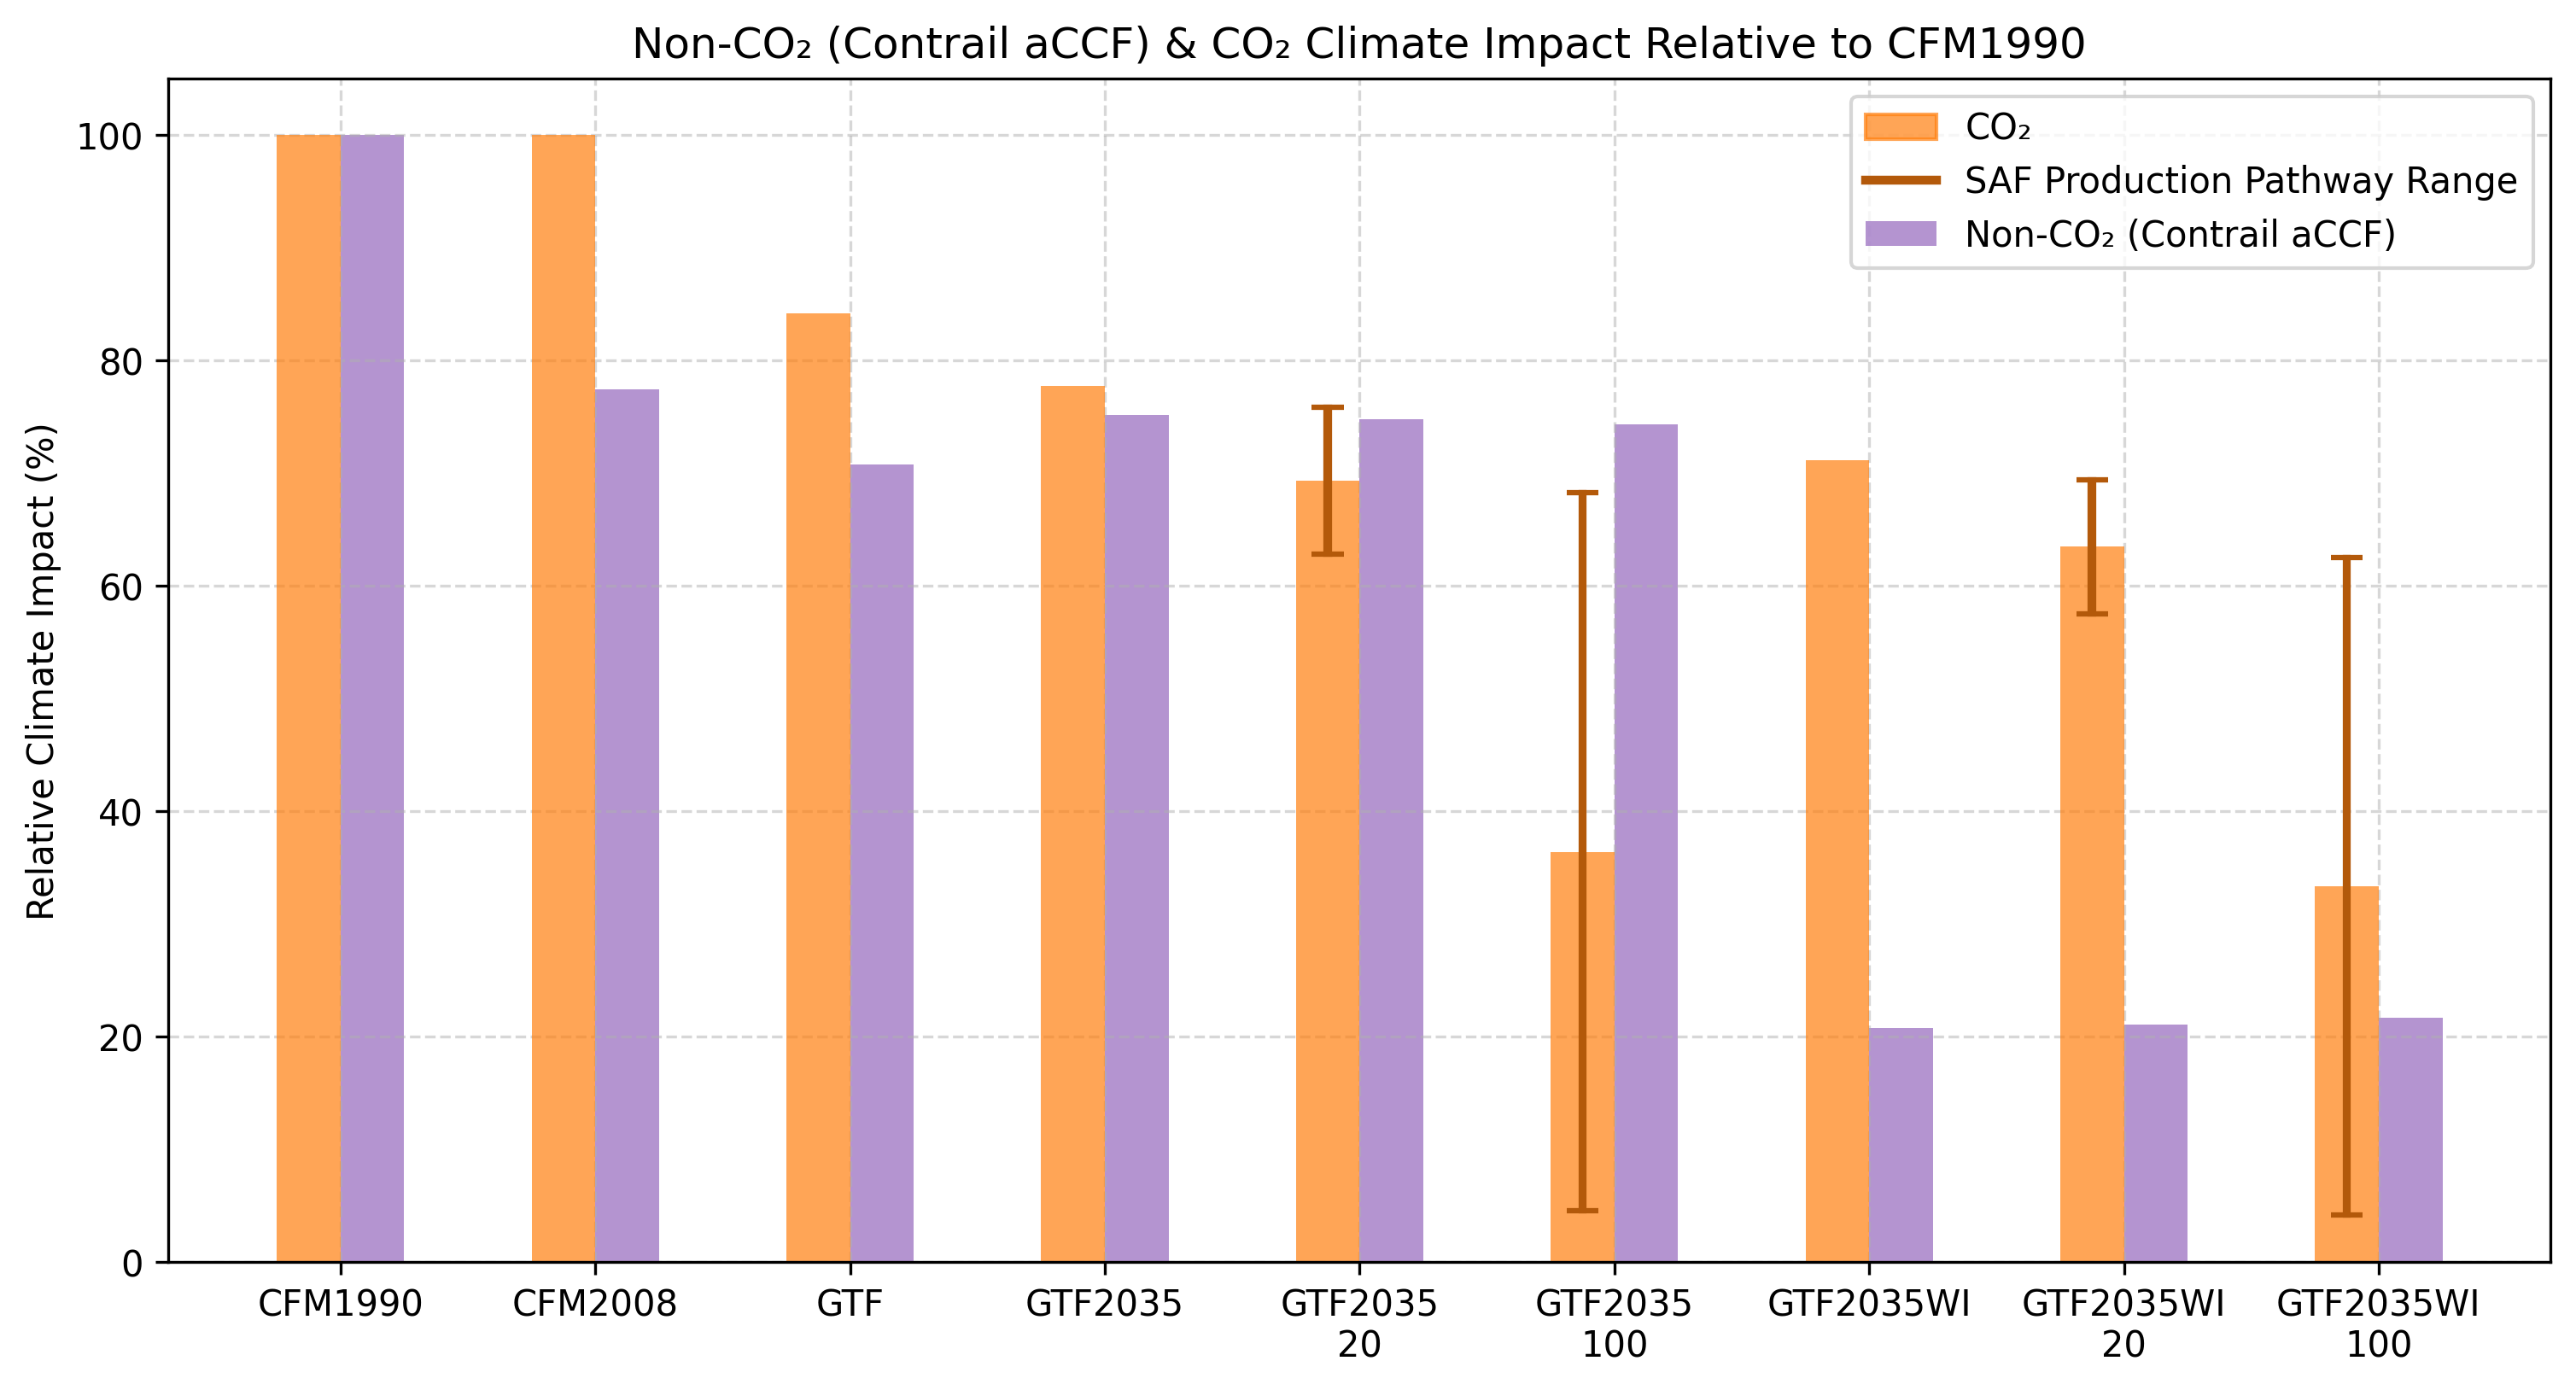 Non-CO₂ (Contrail aCCF) & CO₂ Climate Impact Relative to CFM1990
CO₂
SAF Production Pathway Range
Non-CO₂ (Contrail aCCF)
Relative Climate Impact (%)
100
80
60
40
20
0
CFM1990
CFM2008
GTF
GTF2035
GTF2035
20
GTF2035
100
GTF2035WI
GTF2035WI
20
GTF2035WI
100